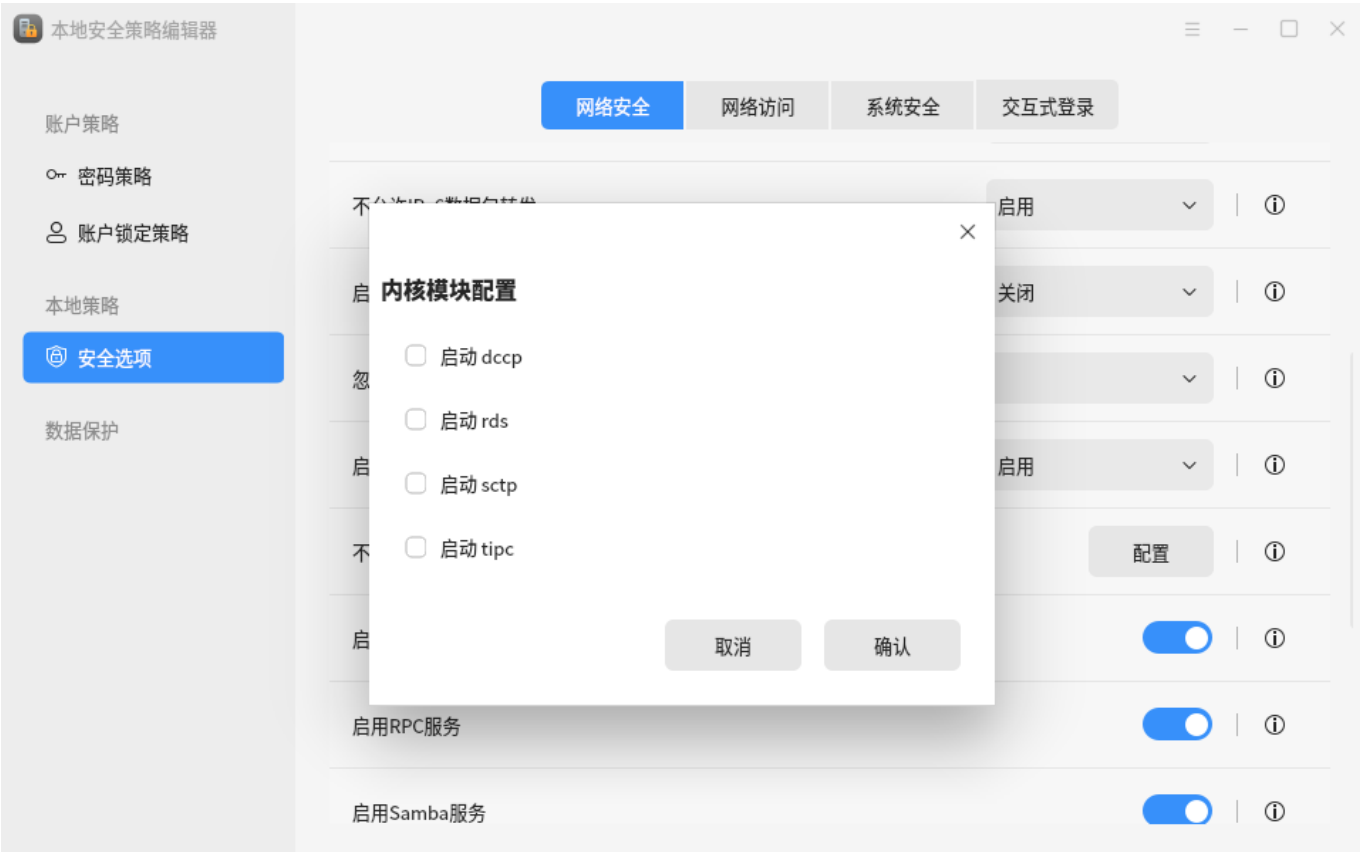 本地安全策略编辑器
账户策略
密码策略
账户锁定策略
本地策略
安全选项
数据保护
网络安全
网络访问
系统安全
交互式登录
启用
启
关闭
忽
启
启用
不
配置
启
启用RPC服务
启用Samba服务
内核模块配置
启动 dccp
启动 rds
启动 sctp
启动 tipc
取消
确认